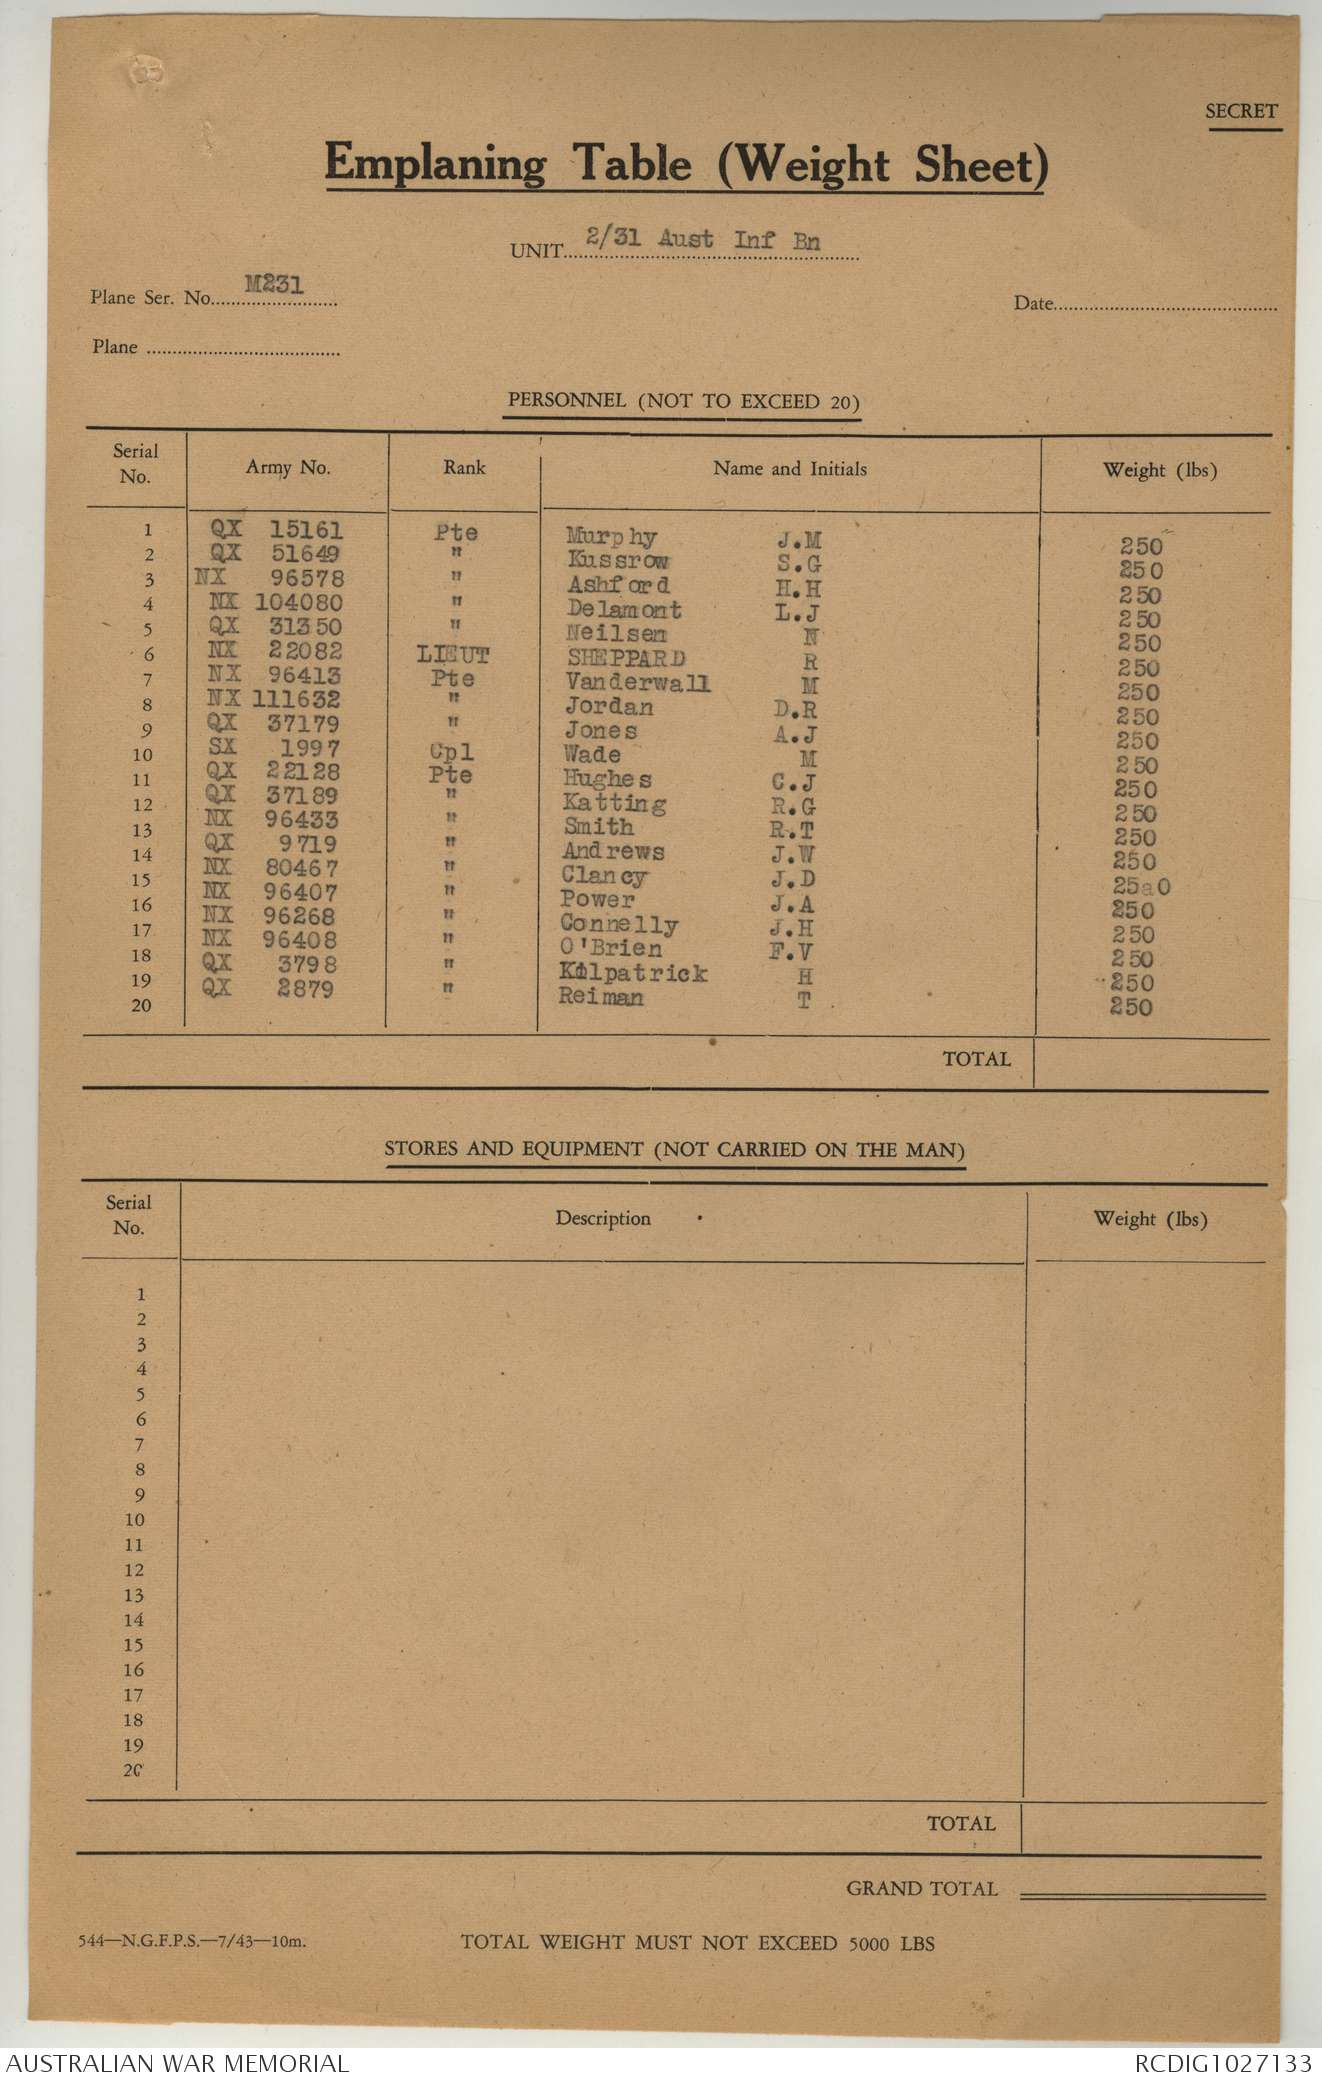 SECRET
Emplaning Table (Weight Sheet)
UNIT 2/31 Aust Inf Bn
Plane Ser. No. M231
Date
Plane
PERSONNEL (NOT TO EXCEED 20)
Serial No. Army No. Rank Name and Initials Weight (lbs)
1 QX 15161 Pte Murphy J.M 250
2 QX 51649 " Kussrow S.G 250
3 NX 96578 " Ashford H.H 250
4 NX 104080 " Delamont L.J 250
5 QX 31350 " Neilsen N 250
6 NX 22082 LIEUT SHEPPARD R 250
7 NX 96413 Pte Vanderwall M 250
8 NX 111632 " Jordan D.R 250
9 QX 37179 " Jones A.J 250
10 SX 1997 Cpl Wade M 250
11 QX 22128 Pte Hughes C.J 250
12 QX 37189 " Katting R.G 250
13 NX 96433 " Smith R.T 250
14 QX 9719 " Andrews J.W 250
15 NX 80467 " Clancy J.D 25a0
16 NX 96407 " Power J.A 250
17 NX 96268 " Connelly J.H 250
18 NX 96408 " O'Brien F.V 250
19 QX 3798 " Kilpatrick H 250
20 QX 2879 " Reiman T 250
TOTAL
STORES AND EQUIPMENT (NOT CARRIED ON THE MAN)
Serial No. Description Weight (lbs)
1
2
3
4
5
6
7
8
9
10
11
12
13
14
15
16
17
18
19
20
TOTAL
GRAND TOTAL
544—N.G.F.P.S.—7/43—10m.
TOTAL WEIGHT MUST NOT EXCEED 5000 LBS
AUSTRALIAN WAR MEMORIAL
RCDIG1027133